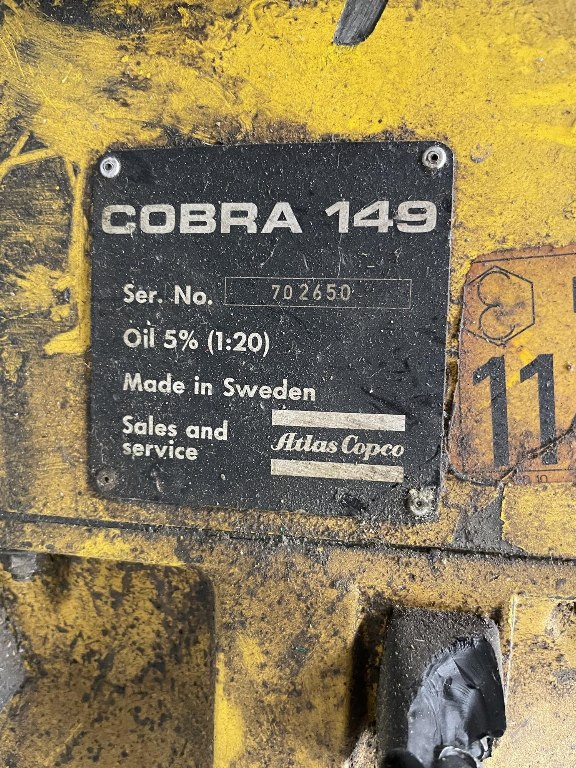 COBRA 149
Ser. No. 702650
Oil 5% (1:20)
Made in Sweden
Sales and
service
Atlas Copco
11